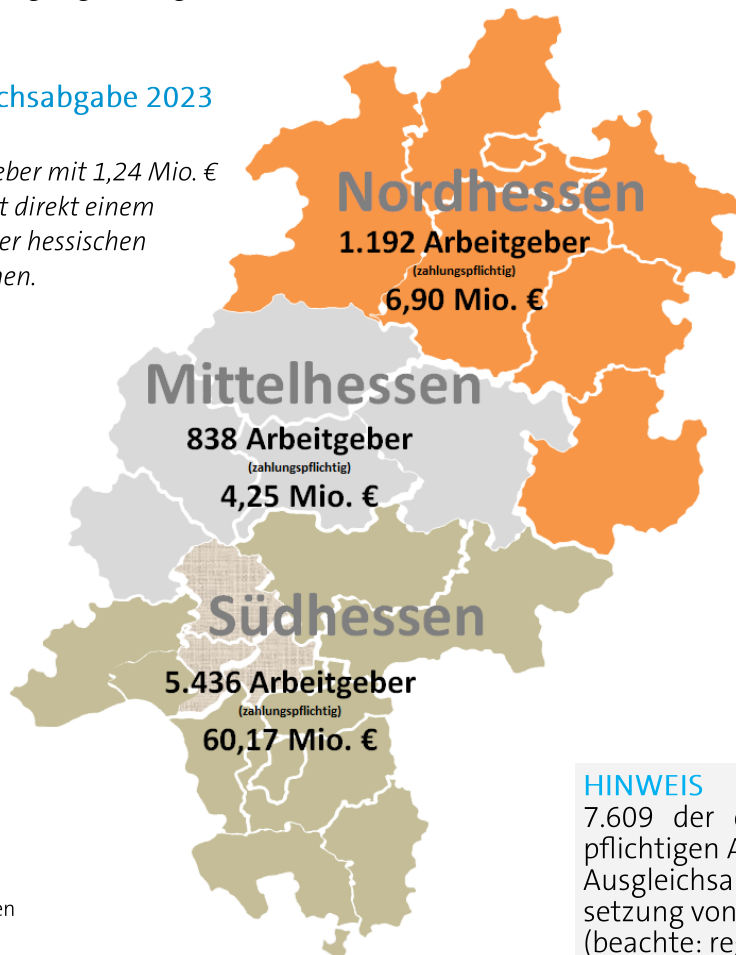 chsabgabe 2023
eber mit 1,24 Mio. €
t direkt einem
er hessischen
nen.
Nordhessen
1.192 Arbeitgeber
(zahlungspflichtig)
6,90 Mio. €
Mittelhessen
838 Arbeitgeber
(zahlungspflichtig)
4,25 Mio. €
Südhessen
5.436 Arbeitgeber
(zahlungspflichtig)
60,17 Mio. €
en
HINWEIS
7.609 der
pflichtigen A
Ausgleichsa
setzung von
(beachte: re